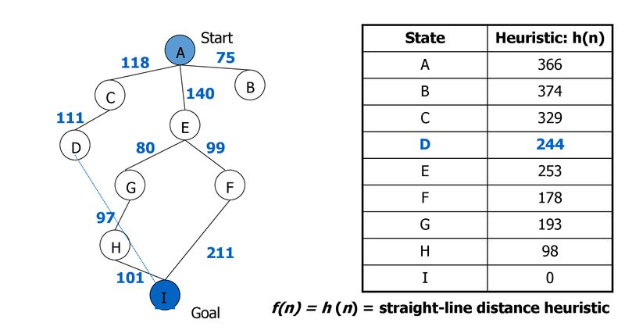 Start
A
118
75
B
C
140
111
E
D
80
99
G
F
97
H
211
101
I
Goal
State Heuristic: h(n)
A 366
B 374
C 329
D 244
E 253
F 178
G 193
H 98
I 0
f(n) = h (n) = straight-line distance heuristic